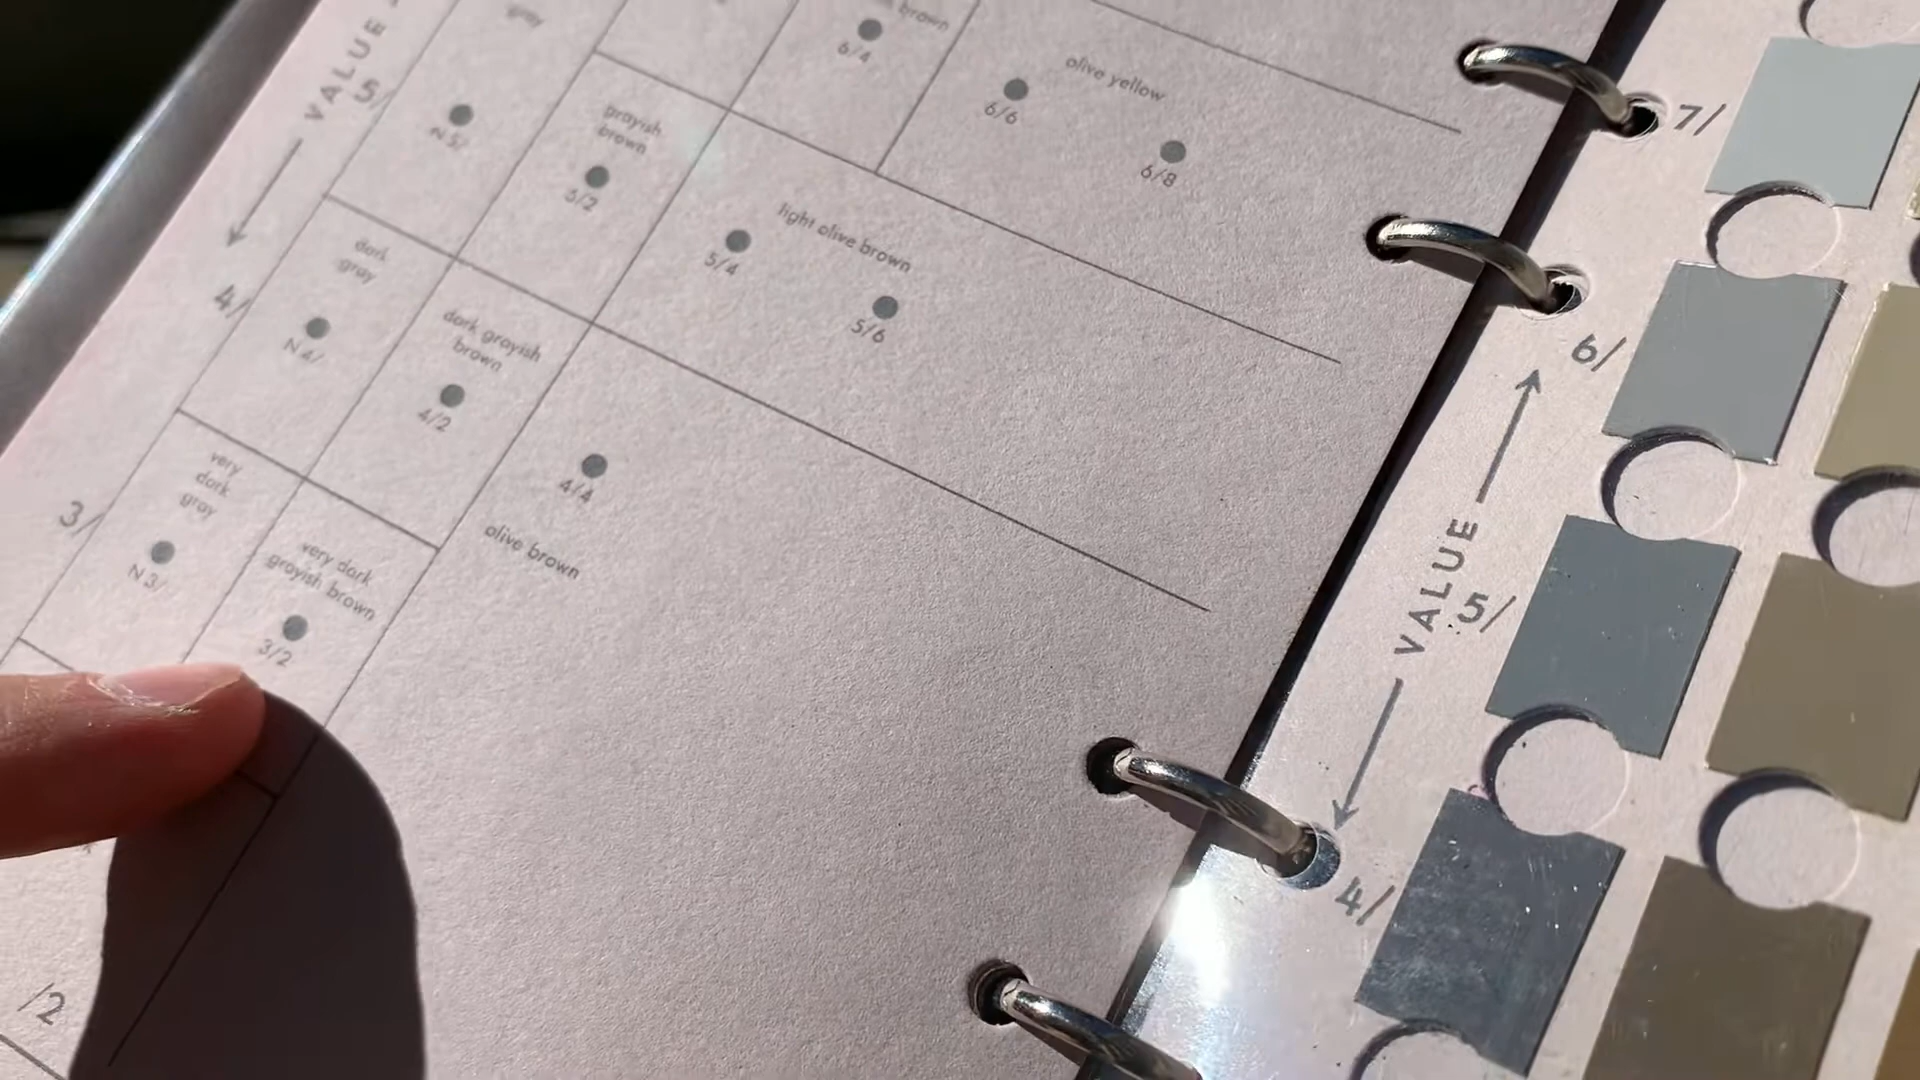 VALUE
gray
brown
6/4
olive yellow
6/6
6/8
5/
N 5/
grayish
brown
5/2
light olive brown
5/4
5/6
4/
dark
gray
N 4/
dark grayish
brown
4/2
4/4
olive brown
3/
very
dark
gray
N 3/
very dark
grayish brown
3/2
/2
7/
6/
VALUE
5/
4/